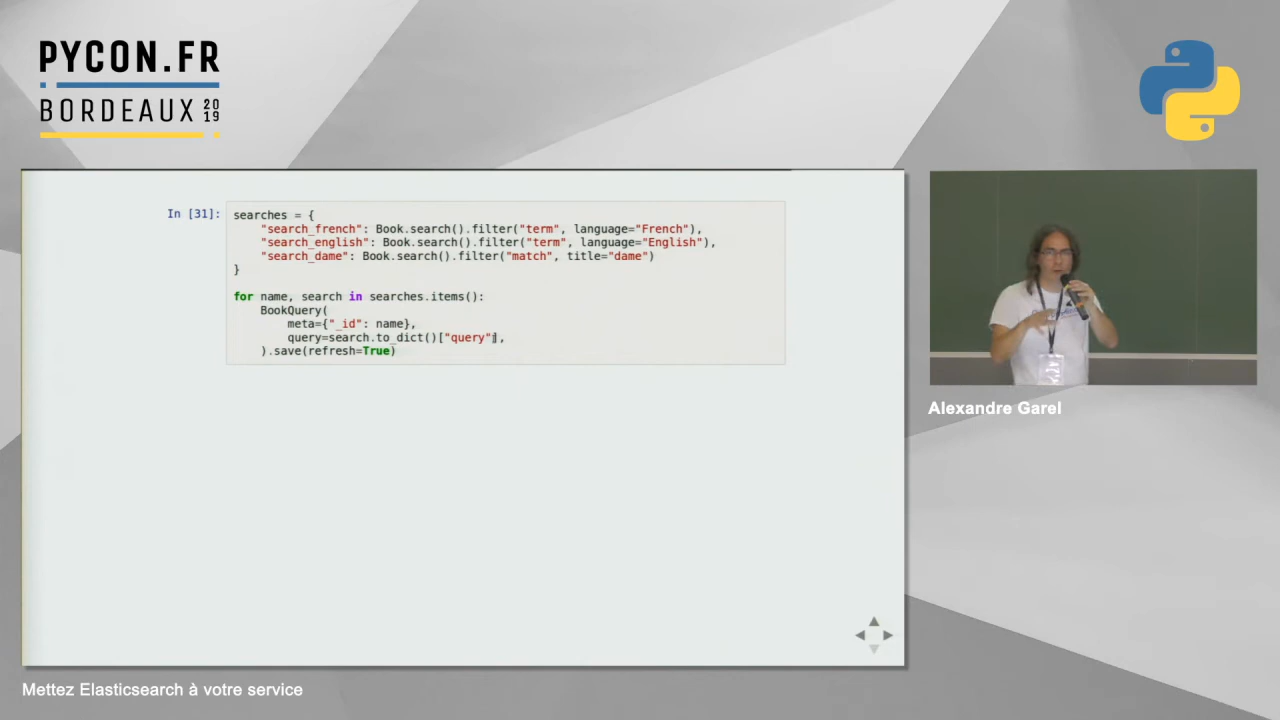 PYCON.FR
BORDEAUX 2019
In [31]:
searches = {
    "search_french": Book.search().filter("term", language="French"),
    "search_english": Book.search().filter("term", language="English"),
    "search_dame": Book.search().filter("match", title="dame")
}
for name, search in searches.items():
    BookQuery(
        meta={"_id": name},
        query=search.to_dict()["query"],
    ).save(refresh=True)
Alexandre Garel
Mettez Elasticsearch à votre service